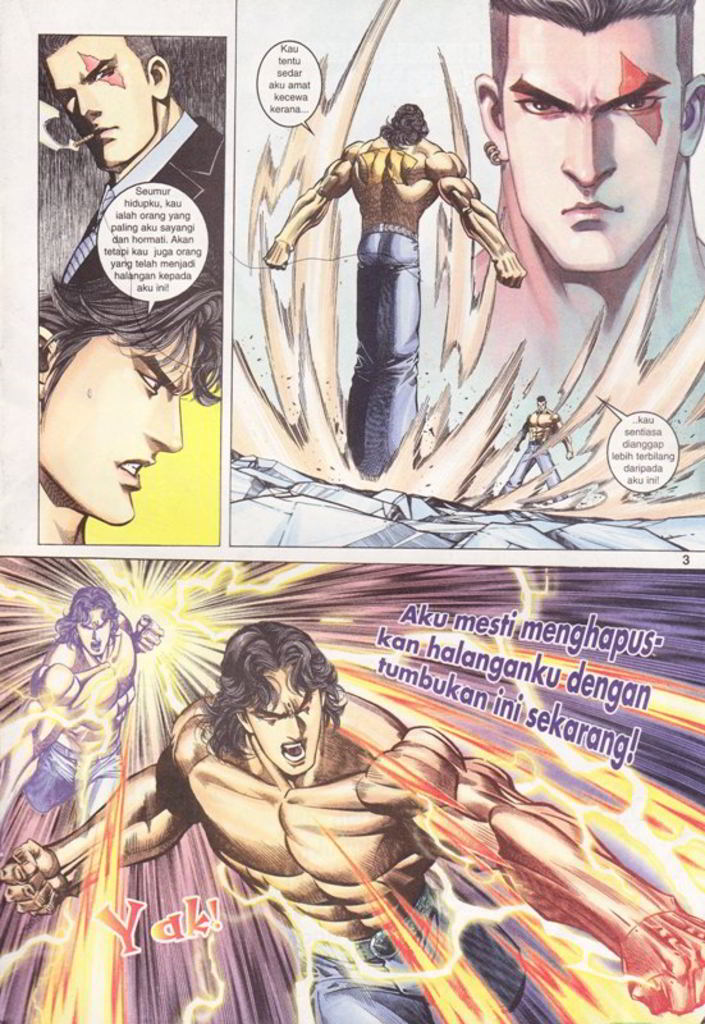 Seumur
hidupku, kau
ialah orang yang
paling aku sayangi
dan hormati. Akan
tetapi kau juga orang
yang telah menjadi
halangan kepada
aku ini!
Kau
tentu
sedar
aku amat
kecewa
kerana...
..kau
sentiasa
dianggap
lebih terbilang
daripada
aku ini!
3
Aku mesti menghapus-
kan halanganku dengan
tumbukan ini sekarang!
Yak!